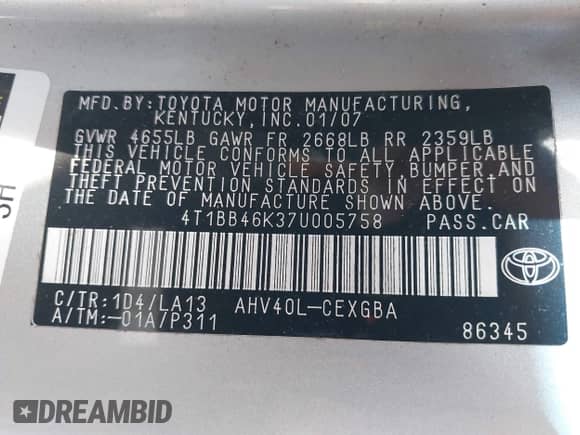 MFD.BY:TOYOTA MOTOR MANUFACTURING,
KENTUCKY,INC.01/07
GVWR 4655LB GAWR FR 2668LB RR 2359LB
THIS VEHICLE CONFORMS TO ALL APPLICABLE
FEDERAL MOTOR VEHICLE SAFETY,BUMPER,AND
THEFT PREVENTION STANDARDS IN EFFECT ON
THE DATE OF MANUFACTURE SHOWN ABOVE.
4T1BB46K37U005758 PASS.CAR
C/TR:1D4/LA13 AHV40L-CEXGBA
A/TM:-01A/P311 86345
SH
DREAMBID